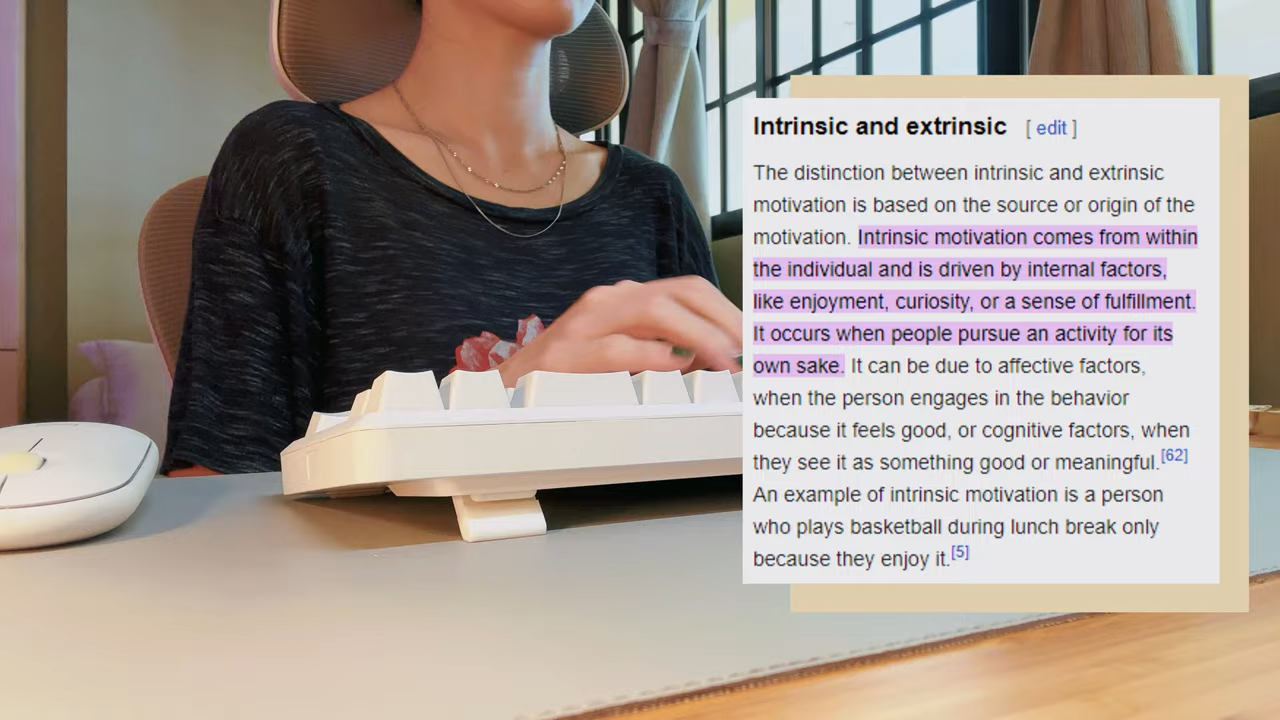 Intrinsic and extrinsic [ edit ]
The distinction between intrinsic and extrinsic
motivation is based on the source or origin of the
motivation. Intrinsic motivation comes from within
the individual and is driven by internal factors,
like enjoyment, curiosity, or a sense of fulfillment.
It occurs when people pursue an activity for its
own sake. It can be due to affective factors,
when the person engages in the behavior
because it feels good, or cognitive factors, when
they see it as something good or meaningful.[62]
An example of intrinsic motivation is a person
who plays basketball during lunch break only
because they enjoy it.[5]